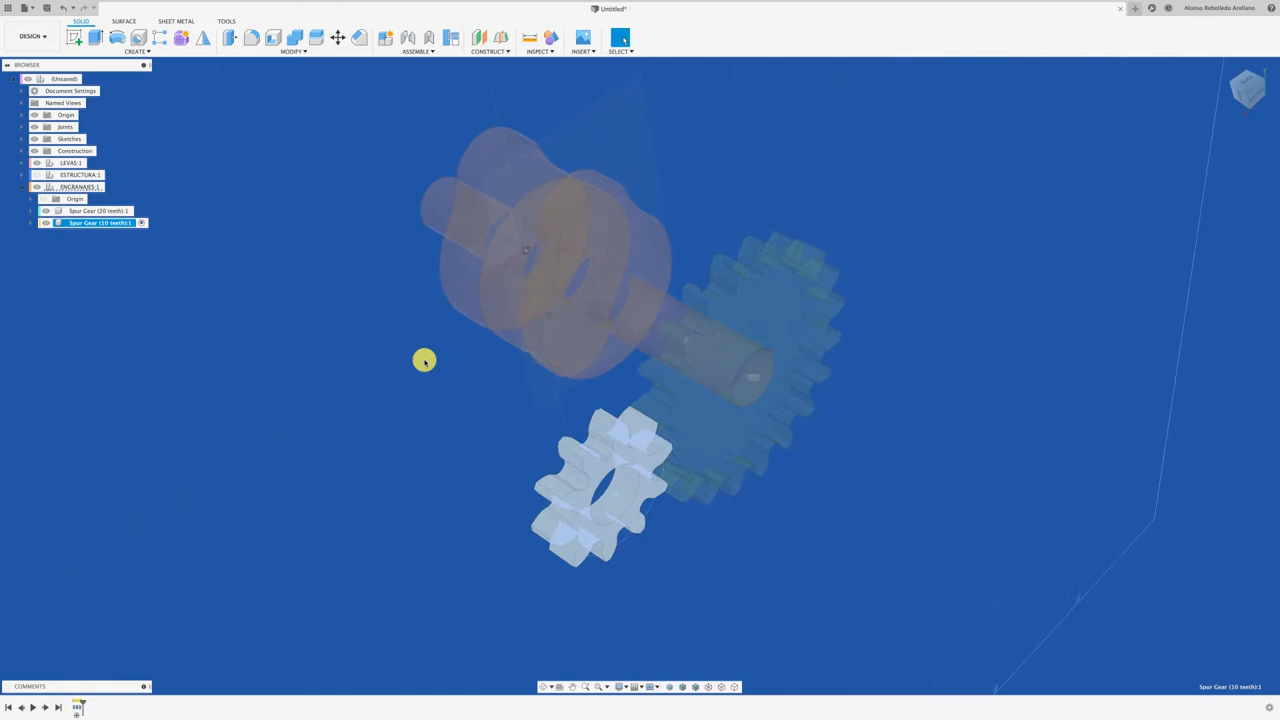 Untitled*
Alonso Rebolledo Arellano
SOLID SURFACE SHEET METAL TOOLS
DESIGN
CREATE MODIFY ASSEMBLE CONSTRUCT INSPECT INSERT SELECT
BROWSER
(Unsaved)
Document Settings
Named Views
Origin
Joints
Sketches
Construction
LEVAS:1
ESTRUCTURA:1
ENGRANAJES:1
Origin
Spur Gear (20 teeth):1
Spur Gear (10 teeth):1
COMMENTS
Spur Gear (10 teeth):1